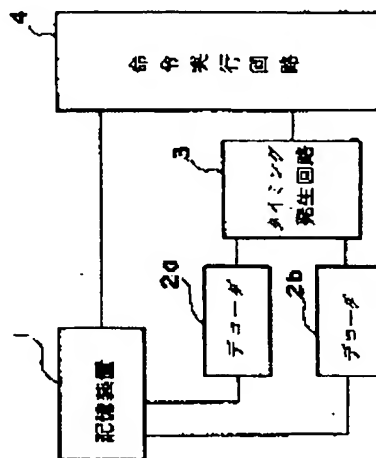 4
命令実行回路
3
タイミング
発生回路
2a
デコーダ
2b
デコーダ
1
記憶装置